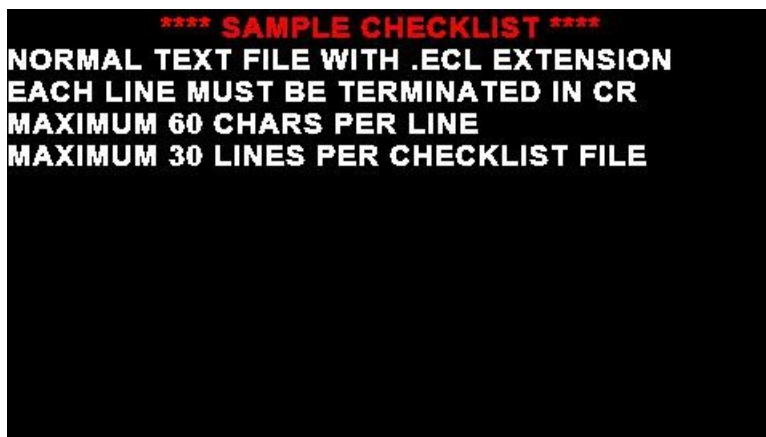 **** SAMPLE CHECKLIST ****
NORMAL TEXT FILE WITH .ECL EXTENSION
EACH LINE MUST BE TERMINATED IN CR
MAXIMUM 60 CHARS PER LINE
MAXIMUM 30 LINES PER CHECKLIST FILE